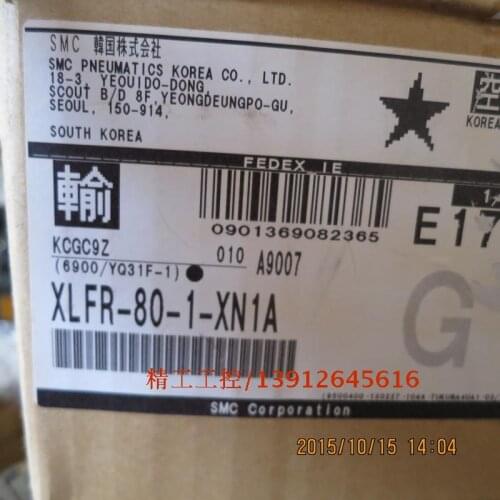 SMC 韓国株式会社
SMC PNEUMATICS KOREA CO., LTD.
18-3, YEOUIDO-DONG,
SCOUT B/D 8F,YEONGDEUNGPO-GU,
SEOUL, 150-914,
SOUTH KOREA
空
KOREA
FEDEX_IE
輸
0901369082365
E17
KCGC9Z
010 A9007
(6900/YQ31F-1)
XLFR-80-1-XN1A
G
精工工控/13912645616
SMC Corporation
2015/10/15 14:04